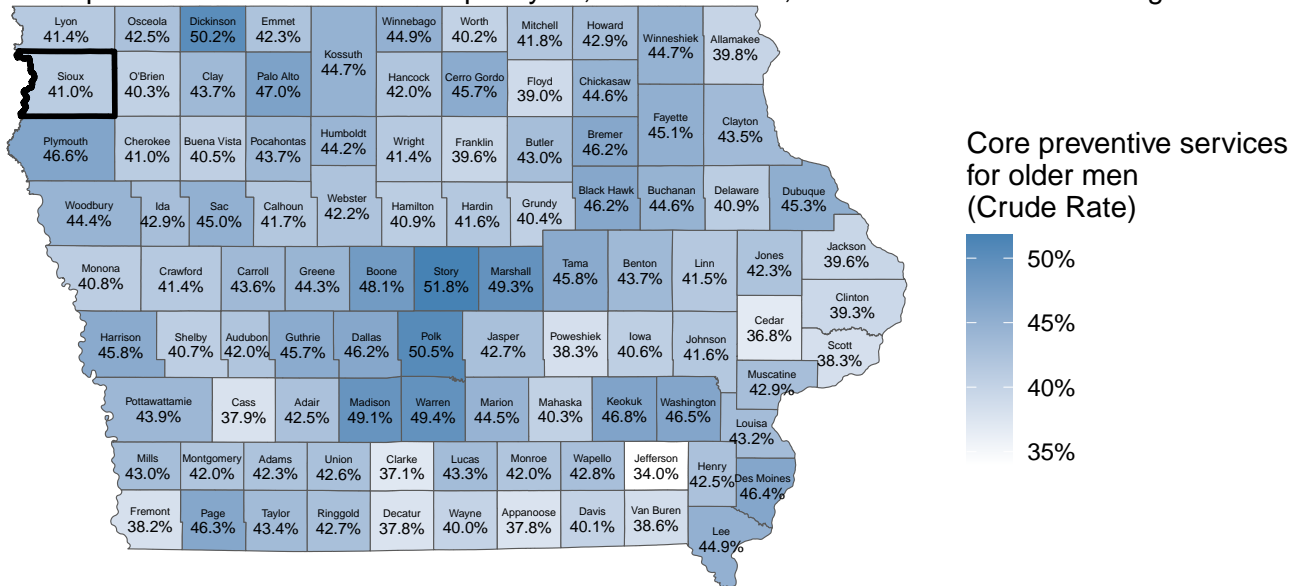 Lyon
41.4%
Osceola
42.5%
Dickinson
50.2%
Emmet
42.3%
Winnebago
44.9%
Worth
40.2%
Mitchell
41.8%
Howard
42.9%
Winneshiek
44.7%
Allamakee
39.8%
Kossuth
44.7%
Sioux
41.0%
O'Brien
40.3%
Clay
43.7%
Palo Alto
47.0%
Hancock
42.0%
Cerro Gordo
45.7%
Floyd
39.0%
Chickasaw
44.6%
Fayette
45.1%
Clayton
43.5%
Plymouth
46.6%
Cherokee
41.0%
Buena Vista
40.5%
Pocahontas
43.7%
Humboldt
44.2%
Wright
41.4%
Franklin
39.6%
Butler
43.0%
Bremer
46.2%
Woodbury
44.4%
Ida
42.9%
Sac
45.0%
Calhoun
41.7%
Webster
42.2%
Hamilton
40.9%
Hardin
41.6%
Grundy
40.4%
Black Hawk
46.2%
Buchanan
44.6%
Delaware
40.9%
Dubuque
45.3%
Monona
40.8%
Crawford
41.4%
Carroll
43.6%
Greene
44.3%
Boone
48.1%
Story
51.8%
Marshall
49.3%
Tama
45.8%
Benton
43.7%
Linn
41.5%
Jones
42.3%
Jackson
39.6%
Clinton
39.3%
Harrison
45.8%
Shelby
40.7%
Audubon
42.0%
Guthrie
45.7%
Dallas
46.2%
Polk
50.5%
Jasper
42.7%
Poweshiek
38.3%
Iowa
40.6%
Johnson
41.6%
Cedar
36.8%
Scott
38.3%
Muscatine
42.9%
Pottawattamie
43.9%
Cass
37.9%
Adair
42.5%
Madison
49.1%
Warren
49.4%
Marion
44.5%
Mahaska
40.3%
Keokuk
46.8%
Washington
46.5%
Louisa
43.2%
Mills
43.0%
Montgomery
42.0%
Adams
42.3%
Union
42.6%
Clarke
37.1%
Lucas
43.3%
Monroe
42.0%
Wapello
42.8%
Jefferson
34.0%
Henry
42.5%
Des Moines
46.4%
Fremont
38.2%
Page
46.3%
Taylor
43.4%
Ringgold
42.7%
Decatur
37.8%
Wayne
40.0%
Appanoose
37.8%
Davis
40.1%
Van Buren
38.6%
Lee
44.9%
Core preventive services
for older men
(Crude Rate)
50%
45%
40%
35%